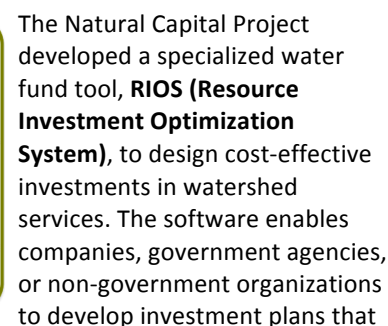 The Natural Capital Project
developed a specialized water
fund tool, RIOS (Resource
Investment Optimization
System), to design cost-effective
investments in watershed
services. The software enables
companies, government agencies,
or non-government organizations
to develop investment plans that